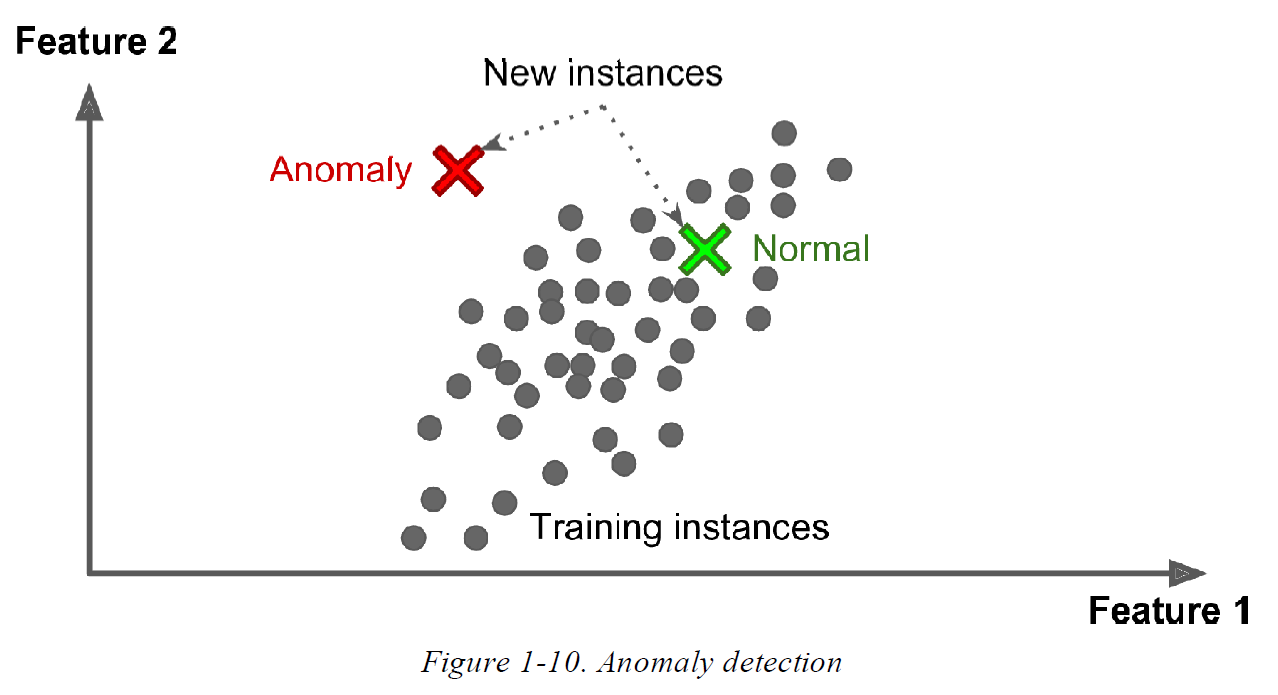 Feature 2
New instances
Anomaly
Normal
Training instances
Feature 1
Figure 1-10. Anomaly detection